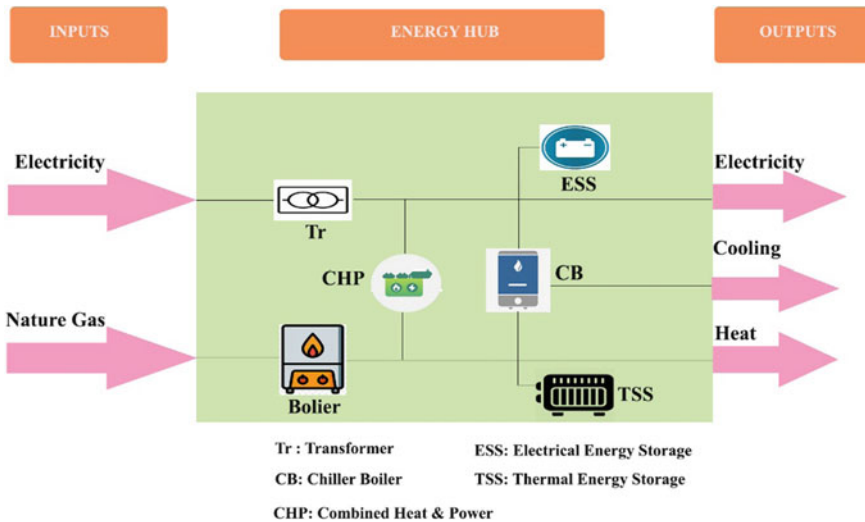 INPUTS
ENERGY HUB
OUTPUTS
Electricity
Electricity
ESS
Tr
Cooling
CHP
CB
Nature Gas
Heat
Bolier
TSS
Tr : Transformer
ESS: Electrical Energy Storage
CB: Chiller Boiler
TSS: Thermal Energy Storage
CHP: Combined Heat & Power